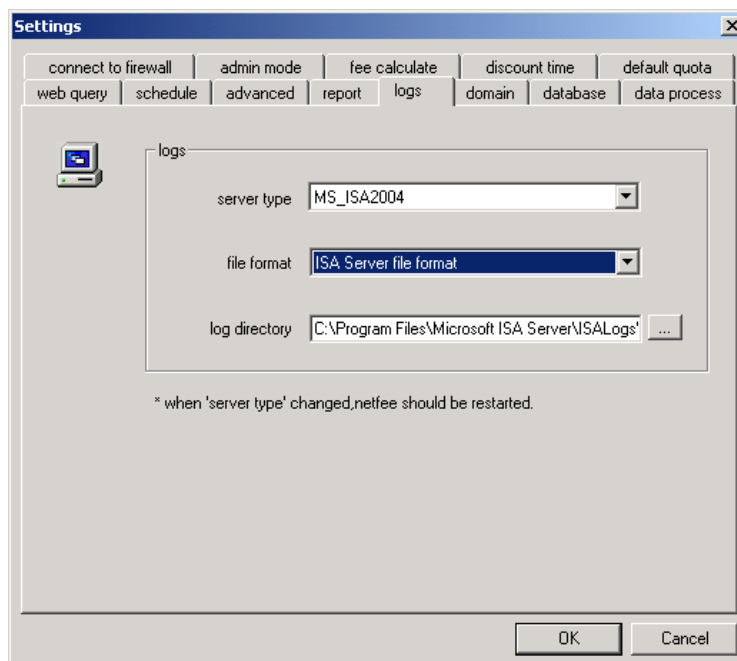 Settings
connect to firewall admin mode fee calculate discount time default quota
web query schedule advanced report logs domain database data process
logs
server type MS_ISA2004
file format ISA Server file format
log directory C:\Program Files\Microsoft ISA Server\ISALogs\ ...
* when 'server type' changed,netfee should be restarted.
OK Cancel